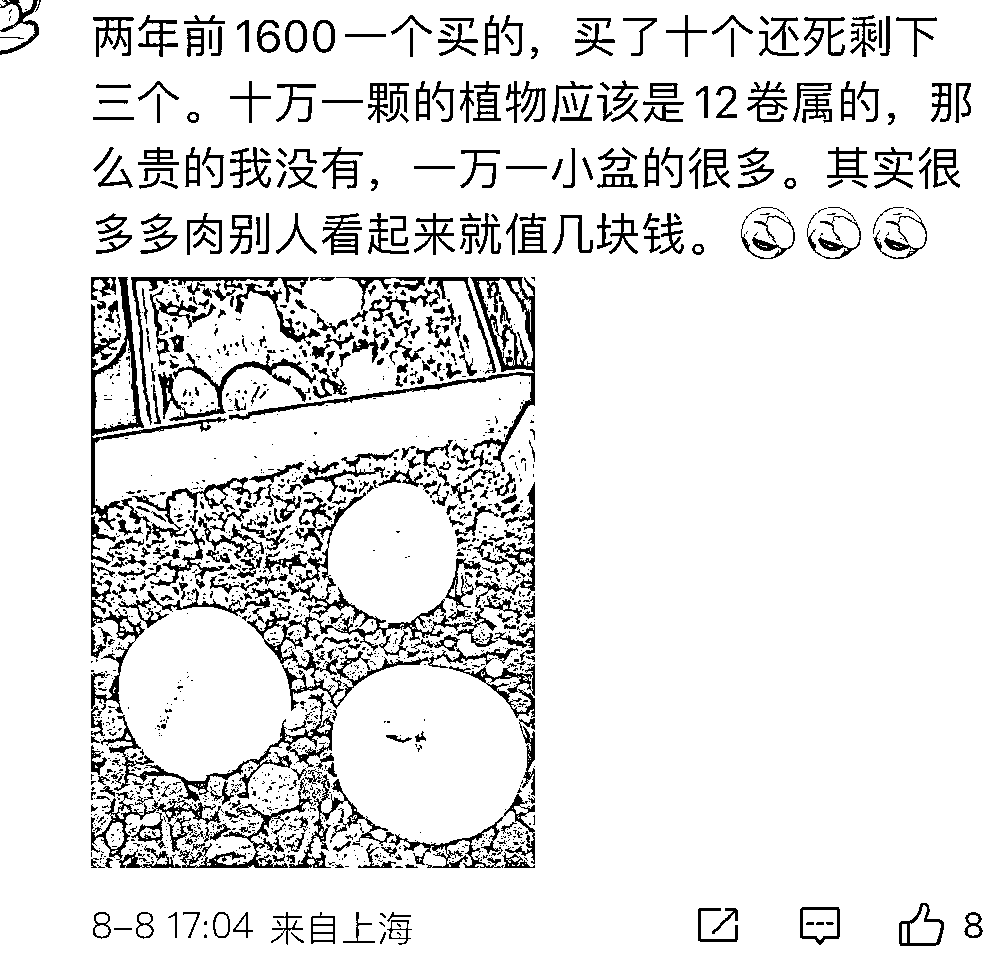 两年前1600一个买的，买了十个还死剩下
三个。十万一颗的植物应该是12卷属的，那
么贵的我没有，一万一小盆的很多。其实很
多多肉别人看起来就值几块钱。
8-8 17:04 来自上海
8